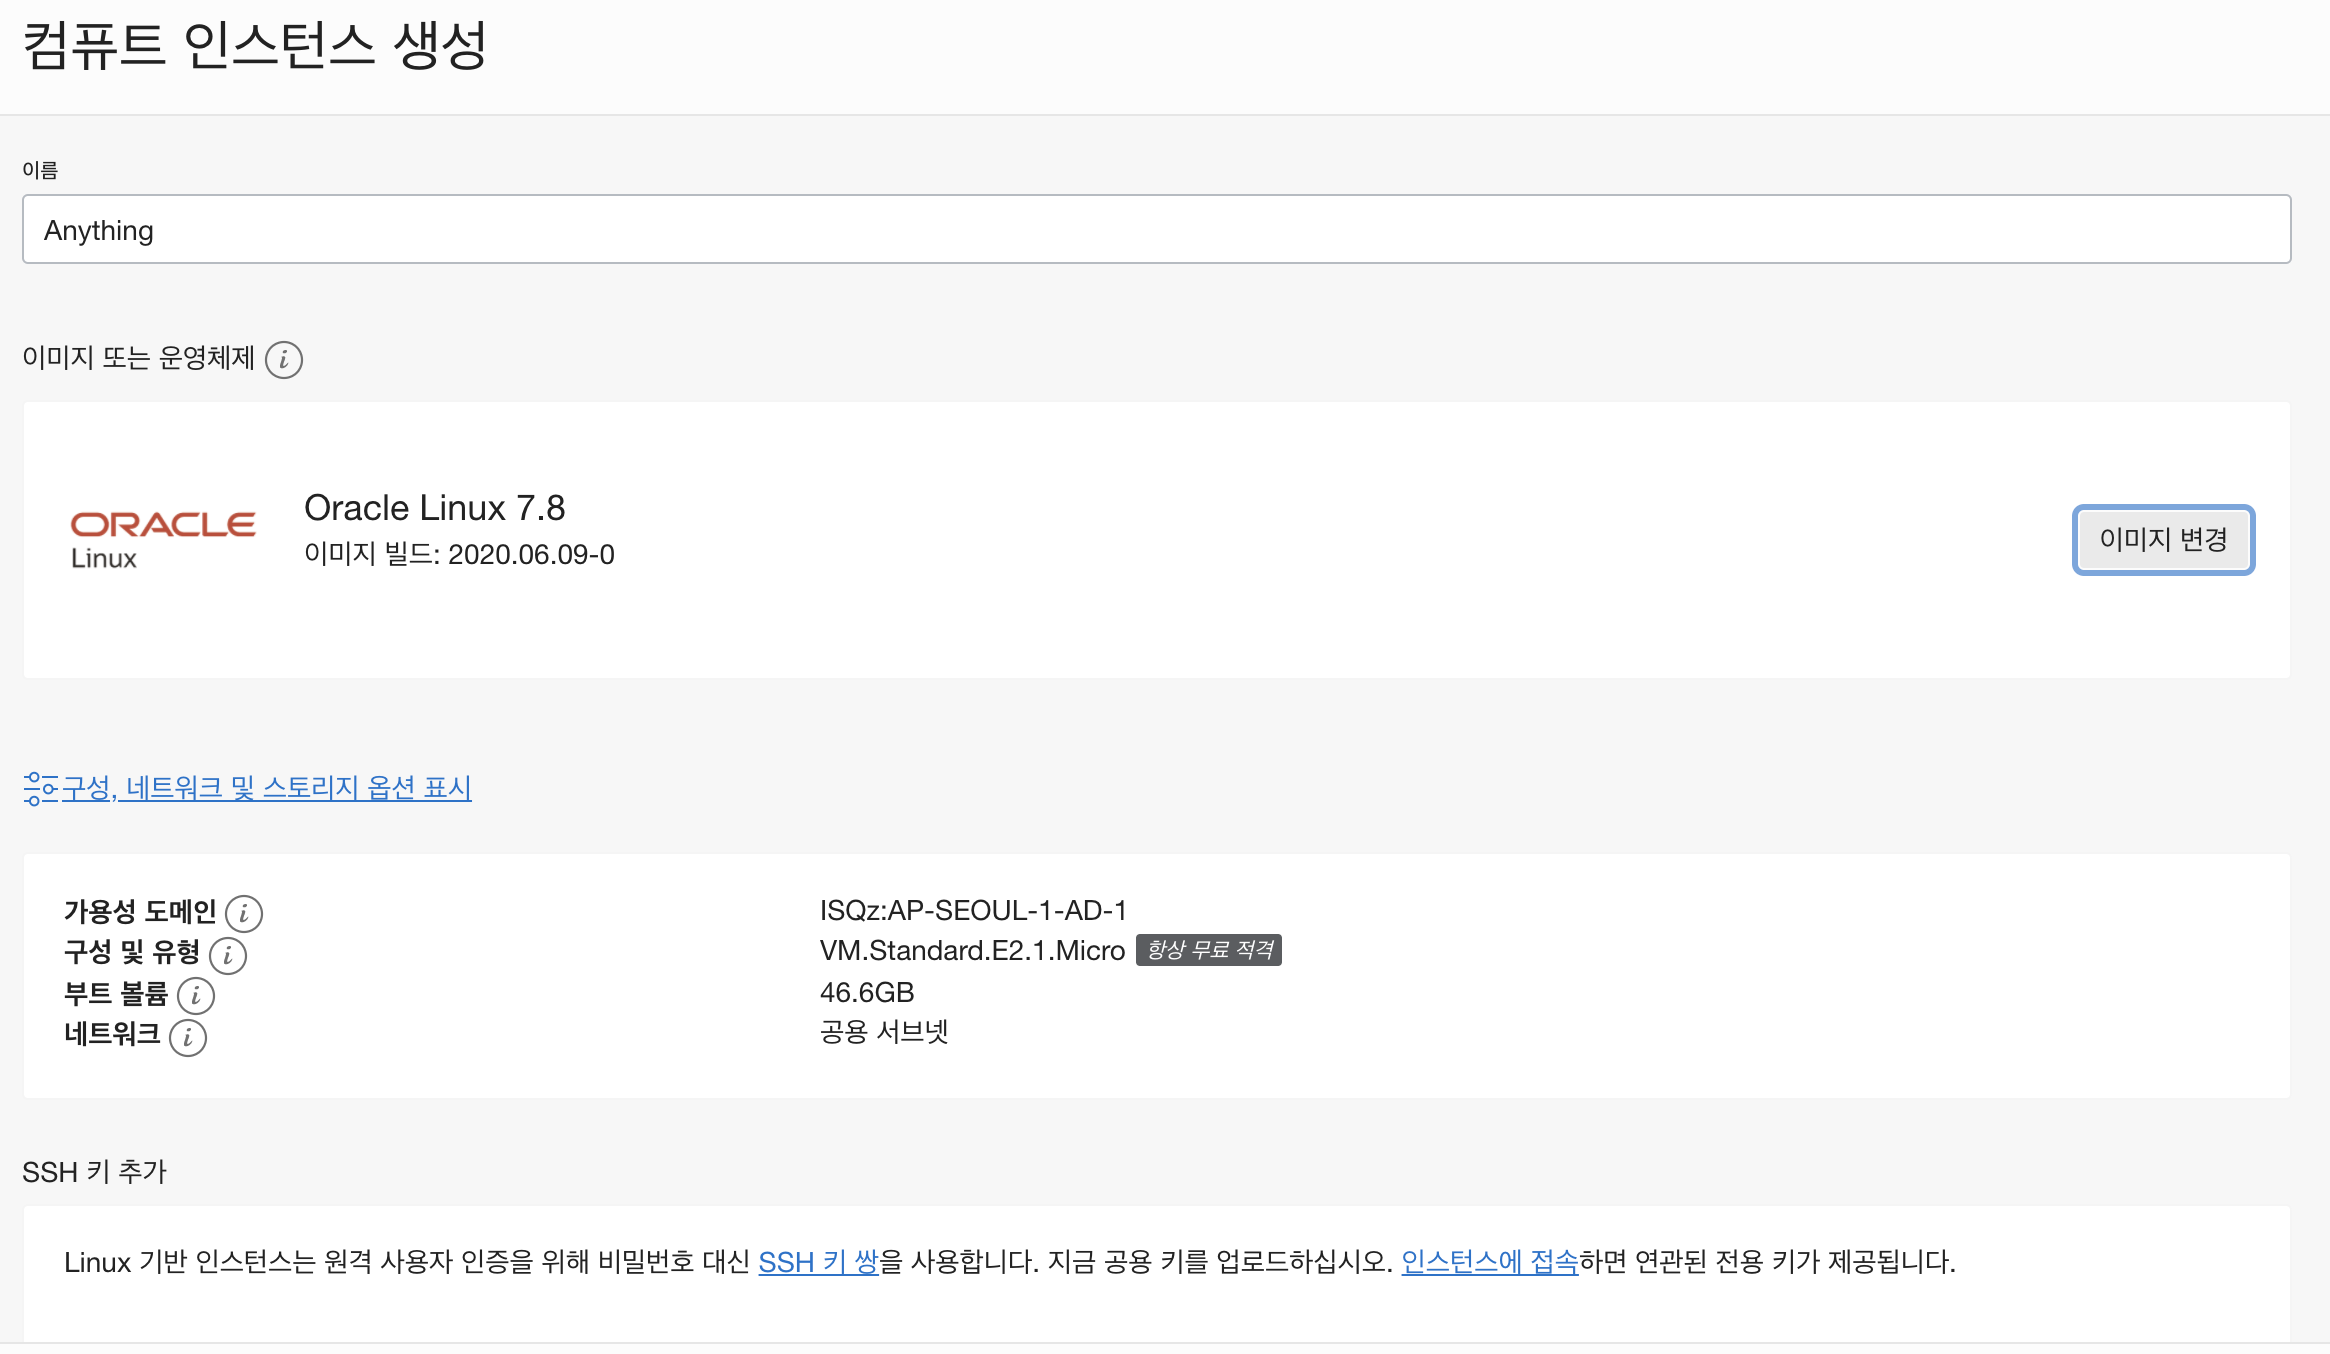 컴퓨트 인스턴스 생성
이름
Anything
이미지 또는 운영체제 i
ORACLE
Linux
Oracle Linux 7.8
이미지 빌드: 2020.06.09-0
이미지 변경
구성, 네트워크 및 스토리지 옵션 표시
가용성 도메인 i ISQz:AP-SEOUL-1-AD-1
구성 및 유형 i VM.Standard.E2.1.Micro 항상 무료 적격
부트 볼륨 i 46.6GB
네트워크 i 공용 서브넷
SSH 키 추가
Linux 기반 인스턴스는 원격 사용자 인증을 위해 비밀번호 대신 SSH 키 쌍을 사용합니다. 지금 공용 키를 업로드하십시오. 인스턴스에 접속하면 연관된 전용 키가 제공됩니다.